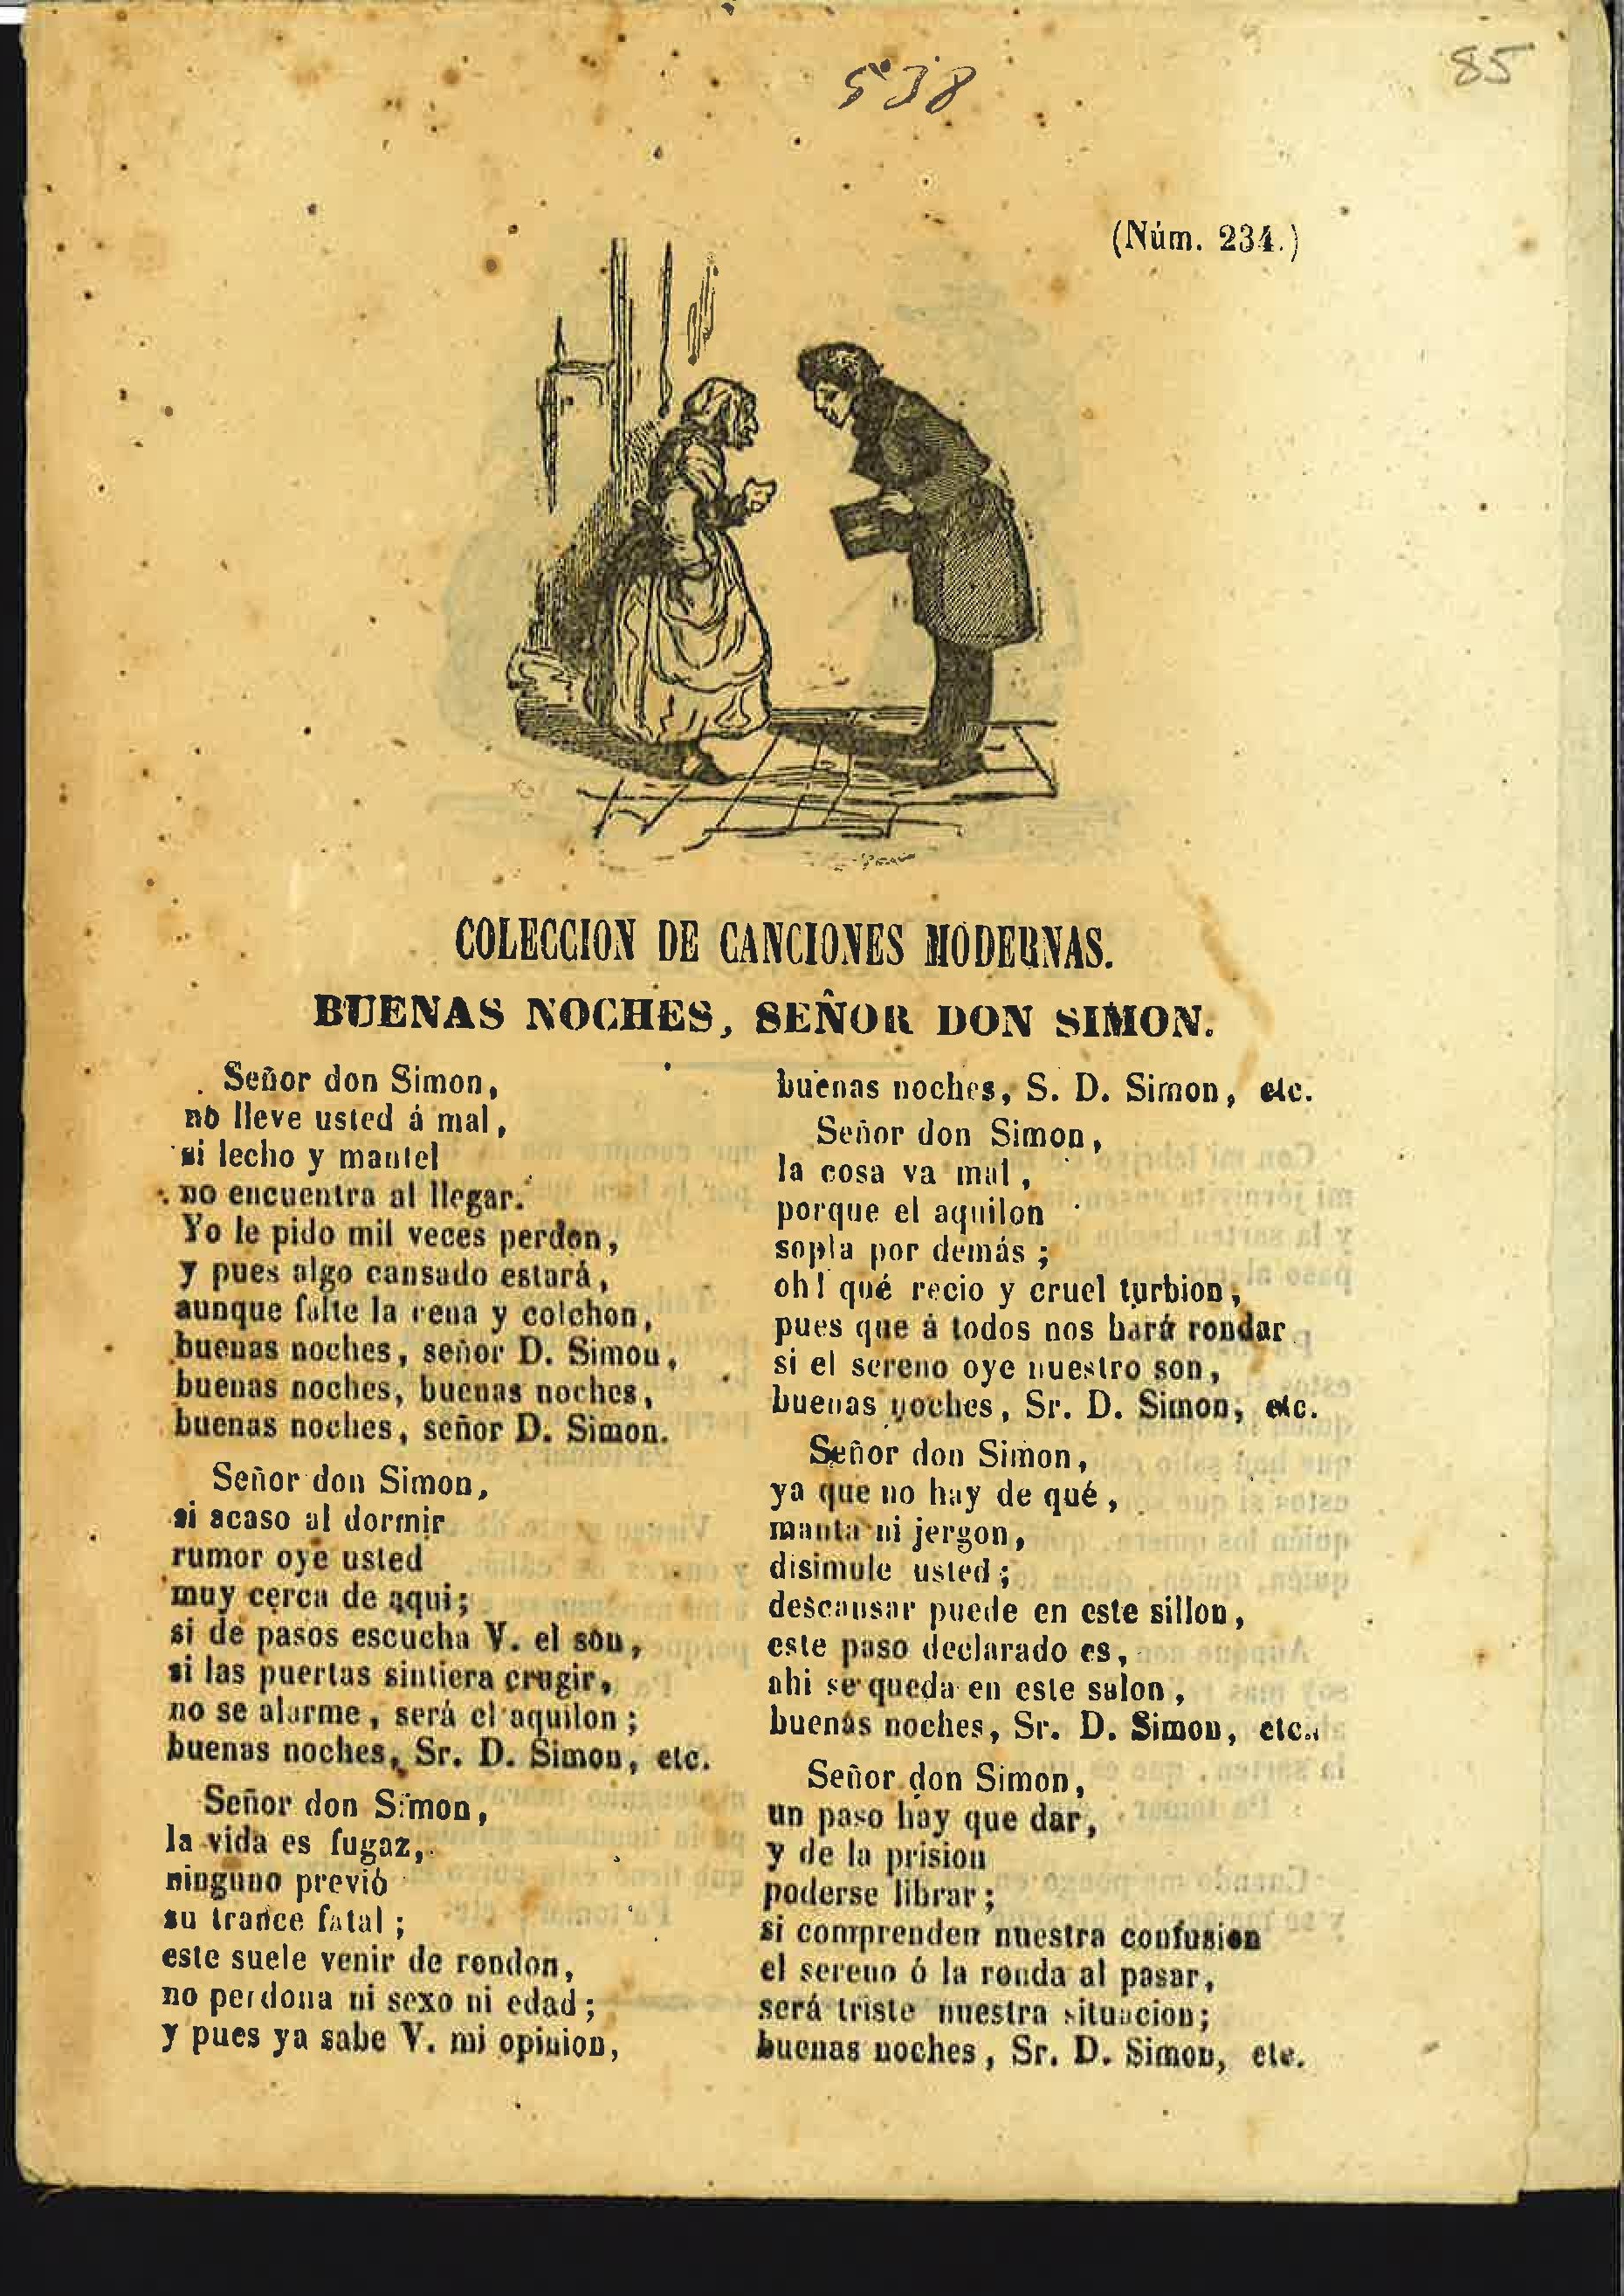 538
85
(Núm. 234.)
COLECCION DE CANCIONES MODERNAS.
BUENAS NOCHES, SEÑOR DON SIMON.
Señor don Simon,
no lleve usted á mal,
si lecho y mantel
no encuentra al llegar.
Yo le pido mil veces perdon,
y pues algo cansado estará,
aunque falte la cena y colchon,
buenas noches, señor D. Simon,
buenas noches, buenas noches,
buenas noches, señor D. Simon.
Señor don Simon,
si acaso al dormir
rumor oye usted
muy cerca de aqui;
si de pasos escucha V. el son,
si las puertas sintiera crugir,
no se alarme, será el aquilon;
buenas noches, Sr. D. Simon, etc.
Señor don Simon,
la vida es fugaz,
ninguno previó
su trance fatal;
este suele venir de rondon,
no perdona ni sexo ni edad;
y pues ya sabe V. mi opinion,
buenas noches, S. D. Simon, etc.
Señor don Simon,
la cosa va mal,
porque el aquilon
sopla por demás;
oh! qué recio y cruel turbion,
pues que á todos nos hará rondar
si el sereno oye nuestro son,
buenas noches, Sr. D. Simon, etc.
Señor don Simon,
ya que no hay de qué,
manta ni jergon,
disimule usted;
descansar puede en este sillon,
este paso declarado es,
ahi se queda en este salon,
buenas noches, Sr. D. Simon, etc.
Señor don Simon,
un paso hay que dar,
y de la prision
poderse librar;
si comprenden nuestra confusion
el sereno ó la ronda al pasar,
será triste nuestra situacion;
buenas noches, Sr. D. Simon, etc.